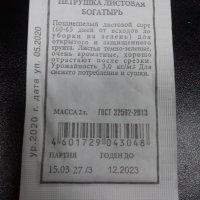 ПЕТРУШКА ЛИСТОВАЯ
БОГАТЫРЬ
Позднеспелый листовой сорт
(60-65 дней от всходов до
уборки на зелень) для
открытого и защищенного
грунта. Листья темно-зеленые,
очень ароматные, хорошо
отрастают после срезки.
Урожайность 3,0 кг/м² Для
свежего потребления и сушки.
МАССА 2 г. ГОСТ 32592-2013
4 601729 043048
ПАРТИЯ ГОДЕН ДО
15.03 27/3 12.2023
ур.2020 г. дата уп. 05.2020